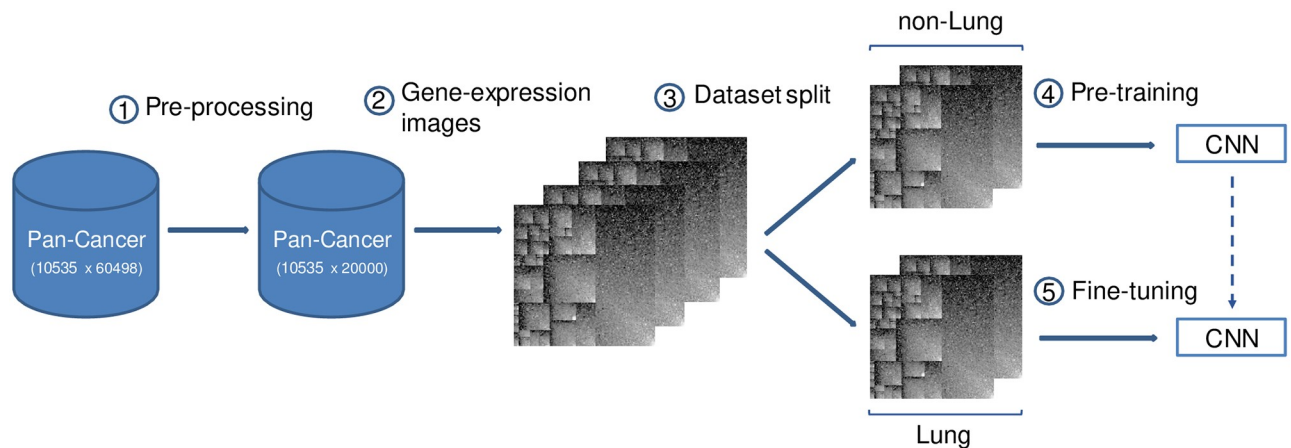 non-Lung
① Pre-processing
② Gene-expression
images
③ Dataset split
④ Pre-training
CNN
Pan-Cancer
(10535 x 60498)
Pan-Cancer
(10535 x 20000)
⑤ Fine-tuning
CNN
Lung